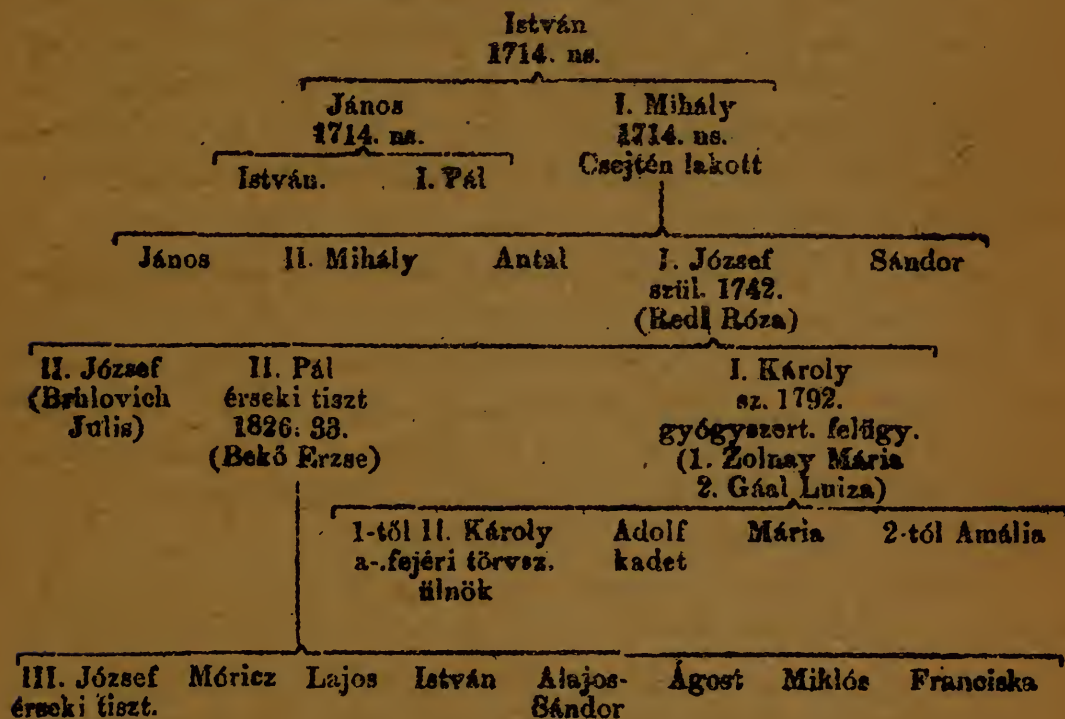 István
1714. ns.
János I. Mihály
1714. ns. 1714. ns.
Csejtén lakott
István. I. Pál
János II. Mihály Antal I. József Sándor
szül. 1742.
(Redl Róza)
II. József II. Pál I. Károly
(Brhlovich érseki tiszt sz. 1792.
Julis) 1826. 33. gyógyszert. felügy.
(Bekő Erzse) (1. Zolnay Mária
2. Gáal Luiza)
1-től II. Károly Adolf Mária 2-tól Amália
a-.fejéri törvsz. kadet
ülnök
III. József Móricz Lajos István Alajos- Ágost Miklós Franciska
érseki tiszt. Sándor